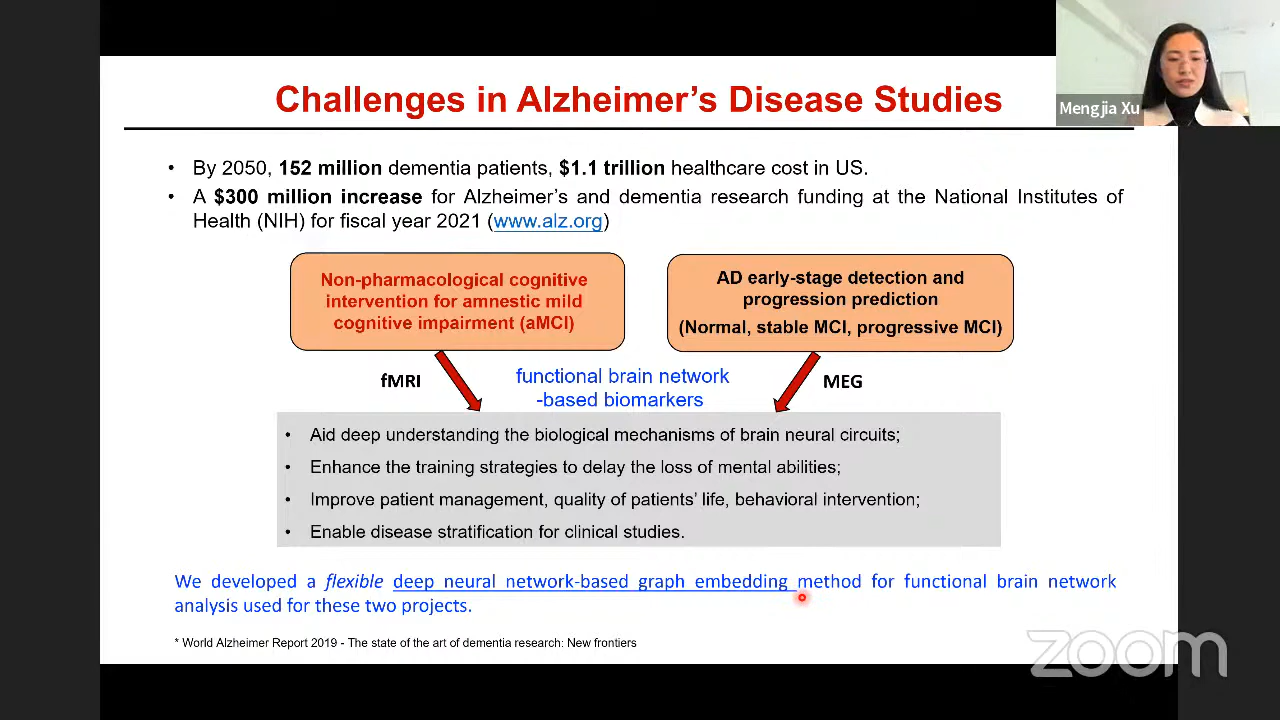 Challenges in Alzheimer’s Disease Studies
Mengjia Xu
• By 2050, 152 million dementia patients, $1.1 trillion healthcare cost in US.
• A $300 million increase for Alzheimer’s and dementia research funding at the National Institutes of
Health (NIH) for fiscal year 2021 (www.alz.org)
Non-pharmacological cognitive
intervention for amnestic mild
cognitive impairment (aMCI)
AD early-stage detection and
progression prediction
(Normal, stable MCI, progressive MCI)
fMRI
functional brain network
-based biomarkers
MEG
• Aid deep understanding the biological mechanisms of brain neural circuits;
• Enhance the training strategies to delay the loss of mental abilities;
• Improve patient management, quality of patients’ life, behavioral intervention;
• Enable disease stratification for clinical studies.
We developed a flexible deep neural network-based graph embedding method for functional brain network
analysis used for these two projects.
* World Alzheimer Report 2019 - The state of the art of dementia research: New frontiers
zoom